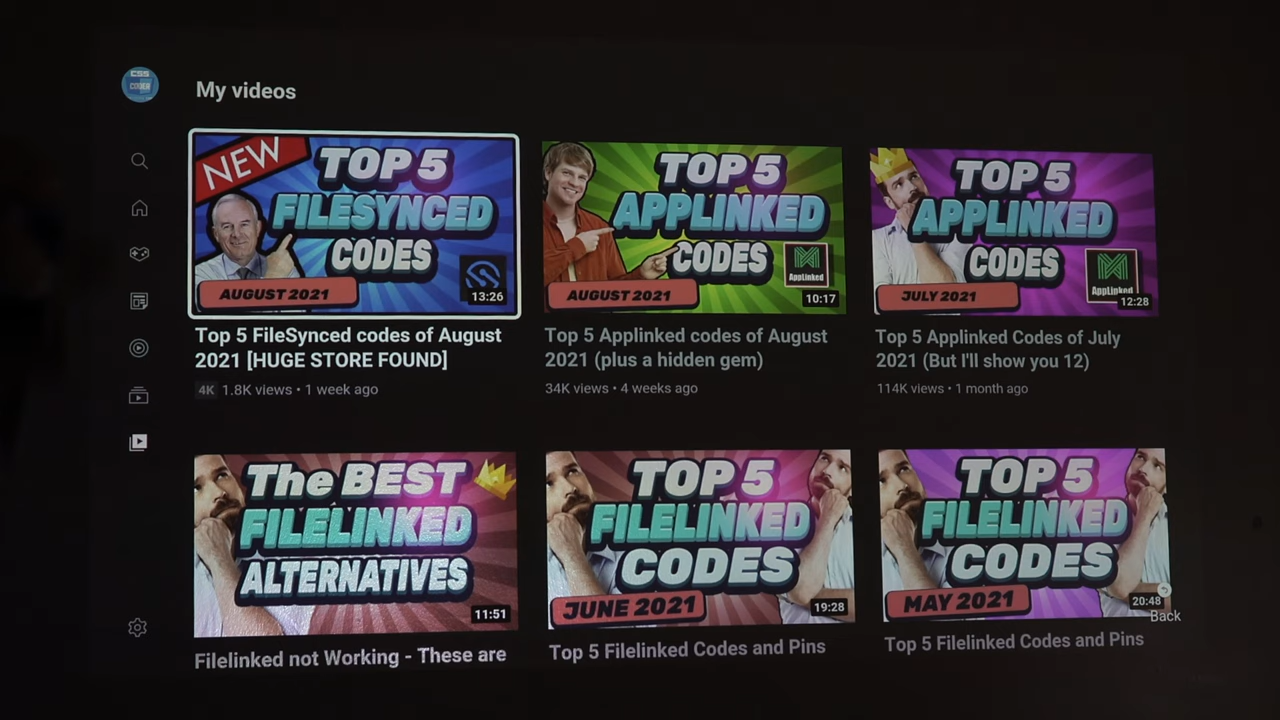 CSS
CODER
My videos
NEW
TOP 5
FILESYNCED
CODES
AUGUST 2021
13:26
TOP 5
APPLINKED
CODES
AUGUST 2021
AppLinked
10:17
TOP 5
APPLINKED
CODES
JULY 2021
AppLinked
12:28
Top 5 FileSynced codes of August
2021 [HUGE STORE FOUND]
4K 1.8K views • 1 week ago
Top 5 Applinked codes of August
2021 (plus a hidden gem)
34K views • 4 weeks ago
Top 5 Applinked Codes of July
2021 (But I'll show you 12)
114K views • 1 month ago
The BEST
FILELINKED
ALTERNATIVES
11:51
TOP 5
FILELINKED
CODES
JUNE 2021
19:28
TOP 5
FILELINKED
CODES
MAY 2021
20:48
Back
Filelinked not Working - These are
Top 5 Filelinked Codes and Pins
Top 5 Filelinked Codes and Pins